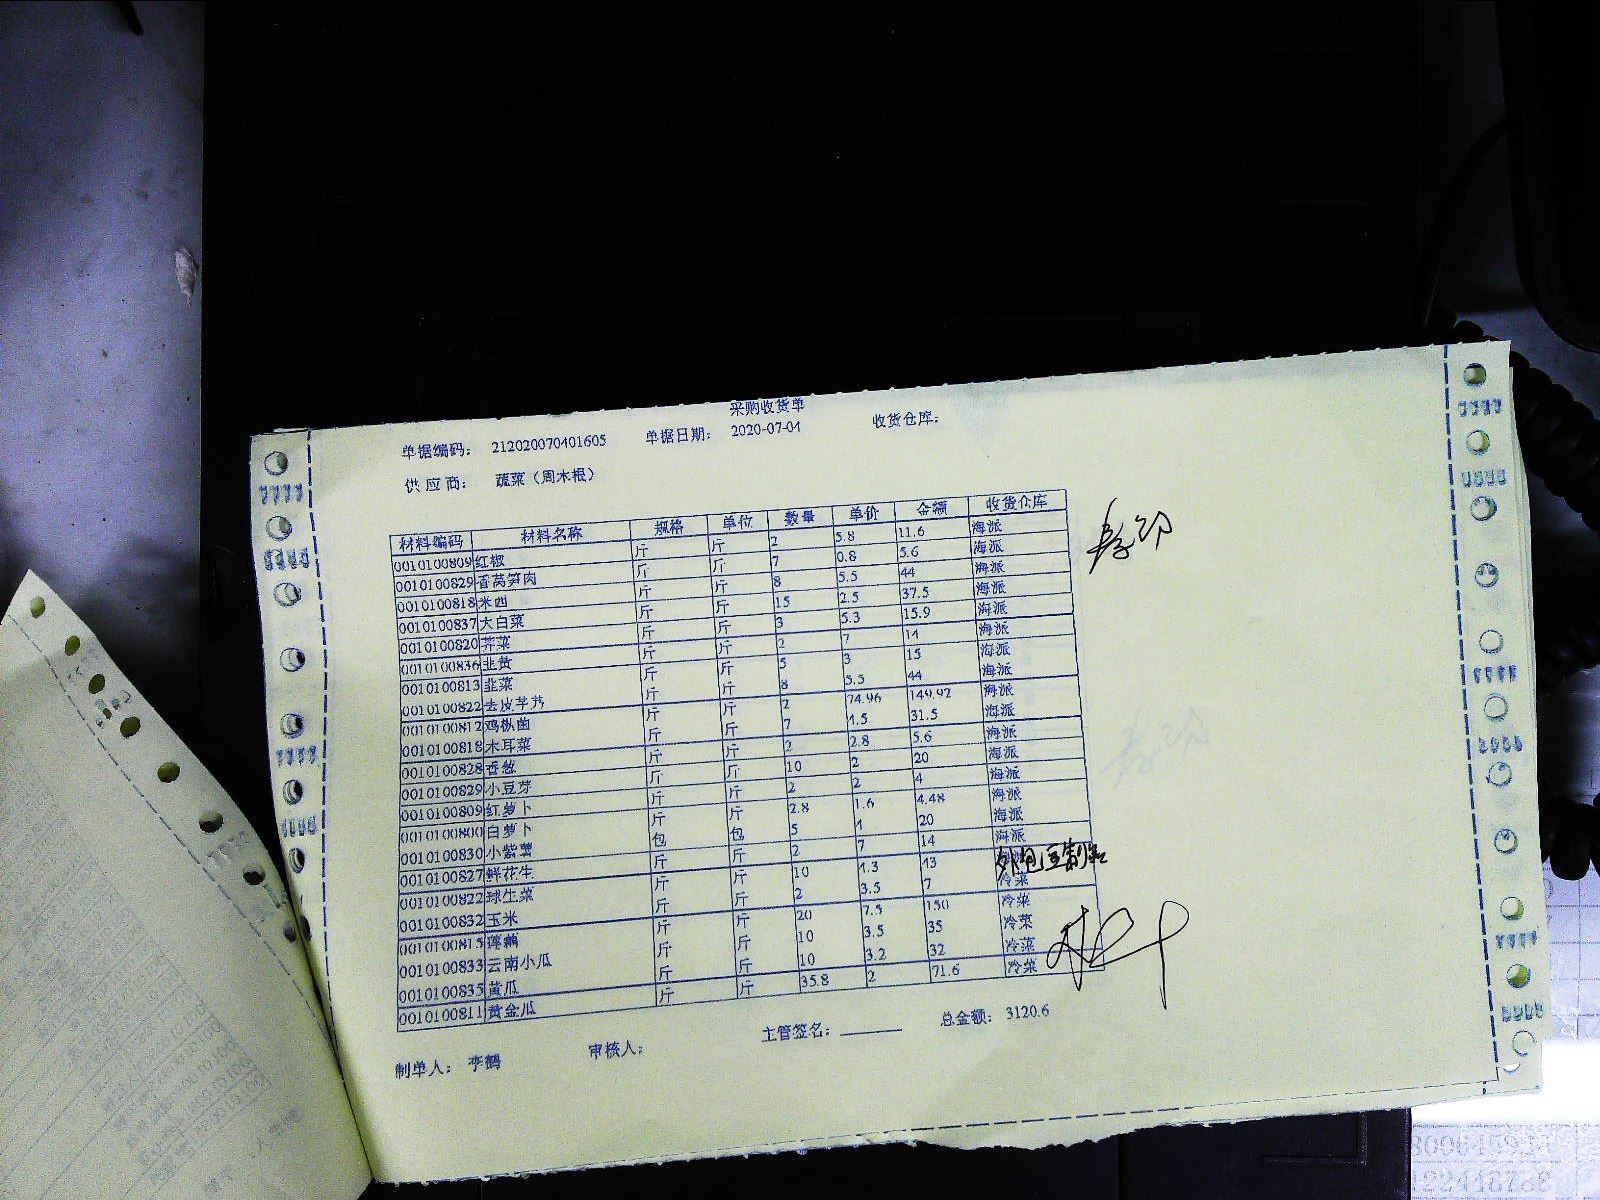 采购收货单
单据编码： 212020070401605 单据日期： 2020-07-04 收货仓库：
供应商： 蔬菜（周木根）
材料编码 材料名称 规格 单位 数量 单价 金额 收货仓库
0010100809 红椒 斤 斤 2 5.8 11.6 海派
0010100829 香莴笋肉 斤 斤 7 0.8 5.6 海派
0010100818 米西 斤 斤 8 5.5 44 海派
0010100837 大白菜 斤 斤 15 2.5 37.5 海派
0010100820 荠菜 斤 斤 3 5.3 15.9 海派
0010100836 韭黄 斤 斤 2 7 14 海派
0010100813 韭菜 斤 斤 5 3 15 海派
0010100822 去皮芋艿 斤 斤 8 5.5 44 海派
0010100812 鸡枞菌 斤 斤 2 74.96 149.92 海派
0010100818 木耳菜 斤 斤 7 4.5 31.5 海派
0010100828 香葱 斤 斤 2 2.8 5.6 海派
0010100829 小豆芽 斤 斤 10 2 20 海派
0010100809 红萝卜 斤 斤 2 2 4 海派
0010100800 白萝卜 斤 斤 2.8 1.6 4.48 海派
0010100830 小紫薯 包 包 5 4 20 海派
0010100827 鲜花生 斤 斤 2 7 14 海派
0010100822 球生菜 斤 斤 10 4.3 43 外包豆制品
0010100832 玉米 斤 斤 2 3.5 7 冷菜
0010100815 莲藕 斤 斤 20 7.5 150 冷菜
0010100833 云南小瓜 斤 斤 10 3.5 35 冷菜
0010100835 黄瓜 斤 斤 10 3.2 32 冷菜
0010100811 黄金瓜 斤 斤 35.8 2 71.6 冷菜
制单人： 李鹤 审核人： 主管签名： 总金额： 3120.6